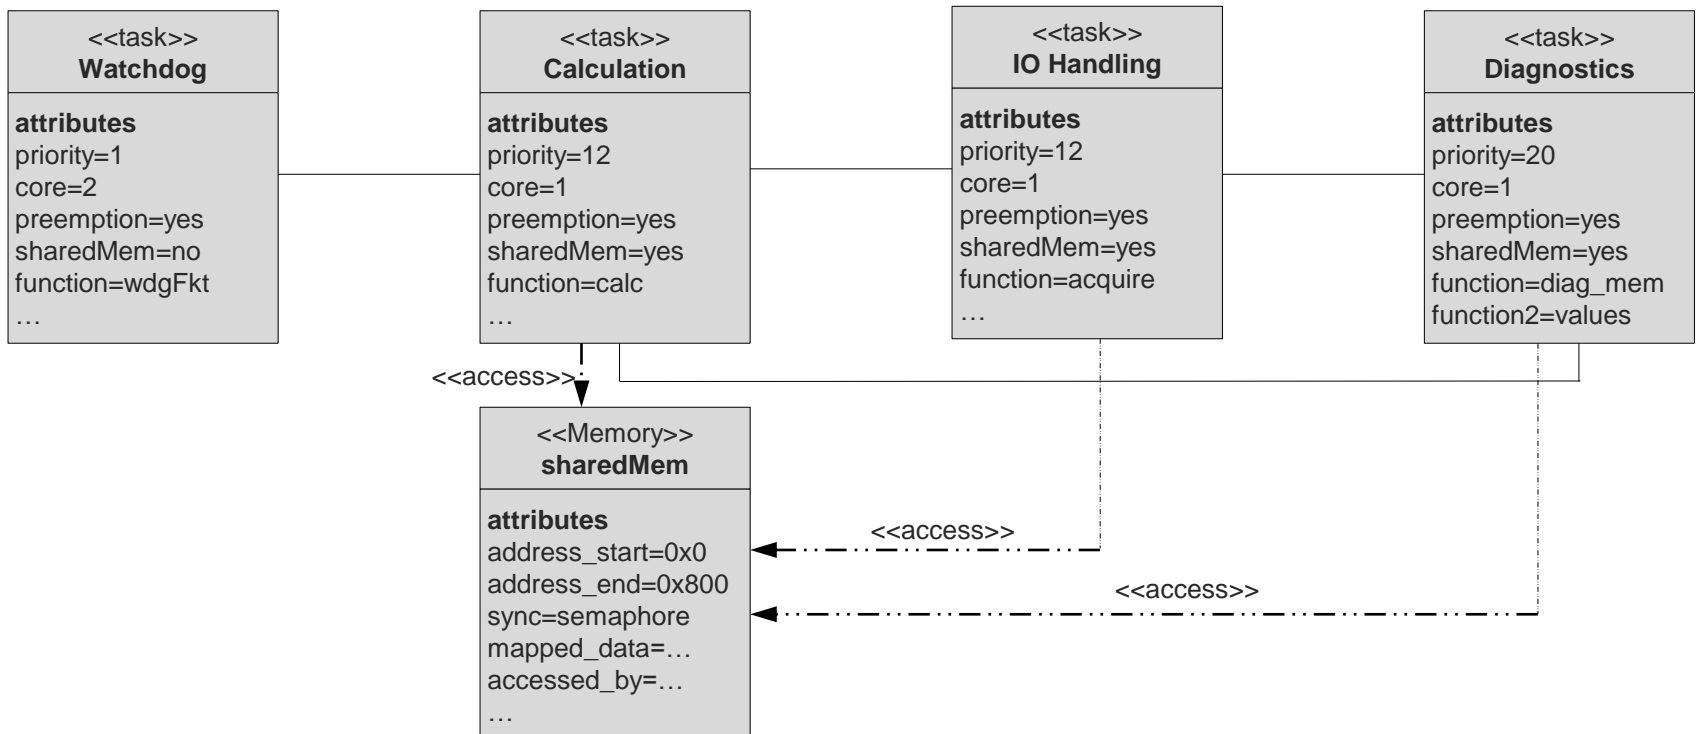 <<task>>
Watchdog
attributes
priority=1
core=2
preemption=yes
sharedMem=no
function=wdgFkt
…
<<task>>
Calculation
attributes
priority=12
core=1
preemption=yes
sharedMem=yes
function=calc
…
<<task>>
IO Handling
attributes
priority=12
core=1
preemption=yes
sharedMem=yes
function=acquire
…
<<task>>
Diagnostics
attributes
priority=20
core=1
preemption=yes
sharedMem=yes
function=diag_mem
function2=values
<<access>>
<<Memory>>
sharedMem
attributes
address_start=0x0
address_end=0x800
sync=semaphore
mapped_data=…
accessed_by=…
…
<<access>>
<<access>>